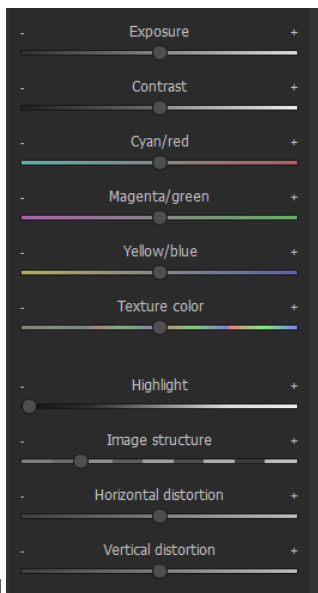 - Exposure +
- Contrast +
- Cyan/red +
- Magenta/green +
- Yellow/blue +
- Texture color +
- Highlight +
- Image structure +
- Horizontal distortion +
- Vertical distortion +